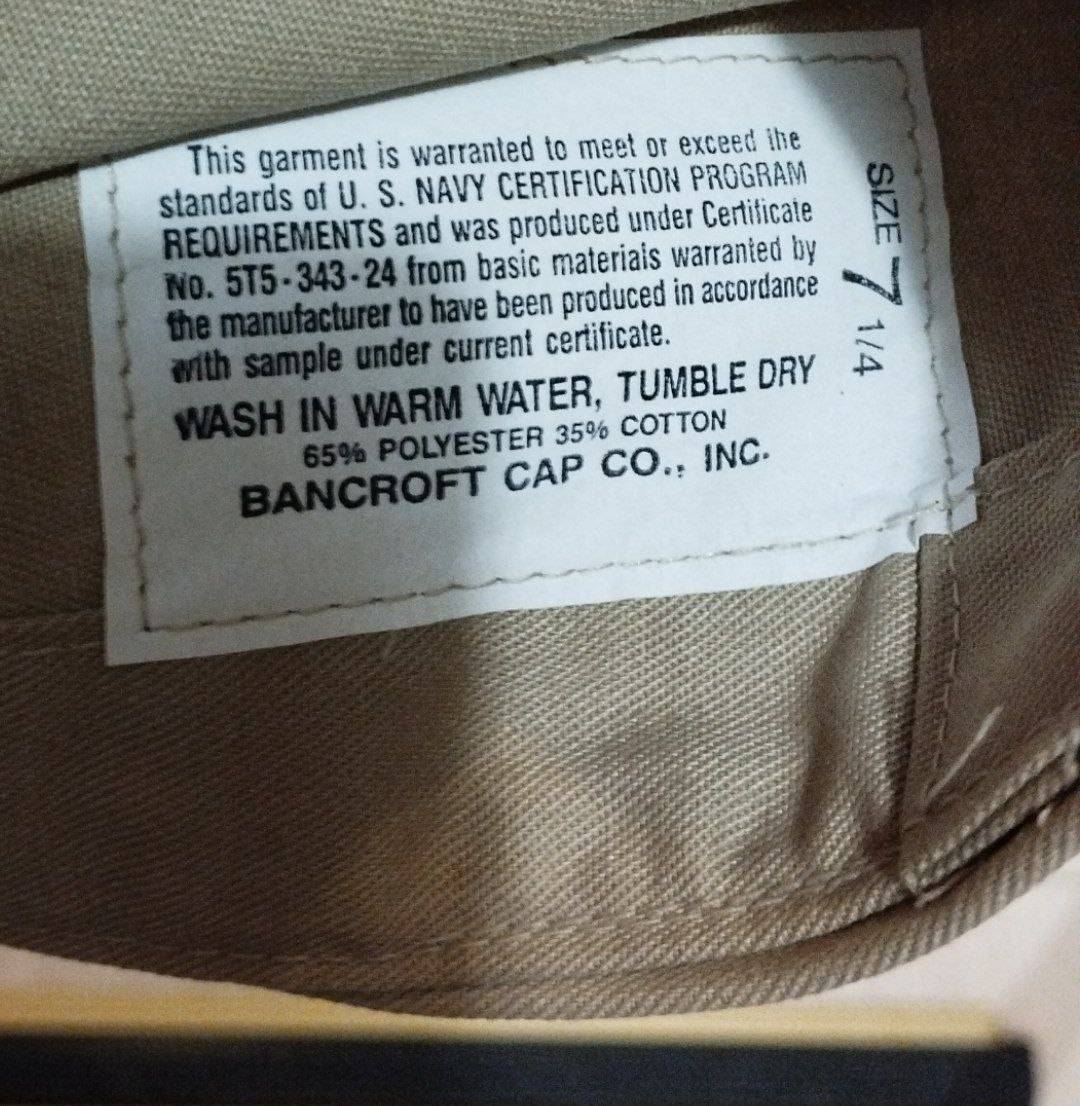 This garment is warranted to meet or exceed the
standards of U. S. NAVY CERTIFICATION PROGRAM
REQUIREMENTS and was produced under Certificate
No. 5T5-343-24 from basic materials warranted by
the manufacturer to have been produced in accordance
with sample under current certificate.
WASH IN WARM WATER, TUMBLE DRY
65% POLYESTER 35% COTTON
BANCROFT CAP CO., INC.
SIZE 7 1/4